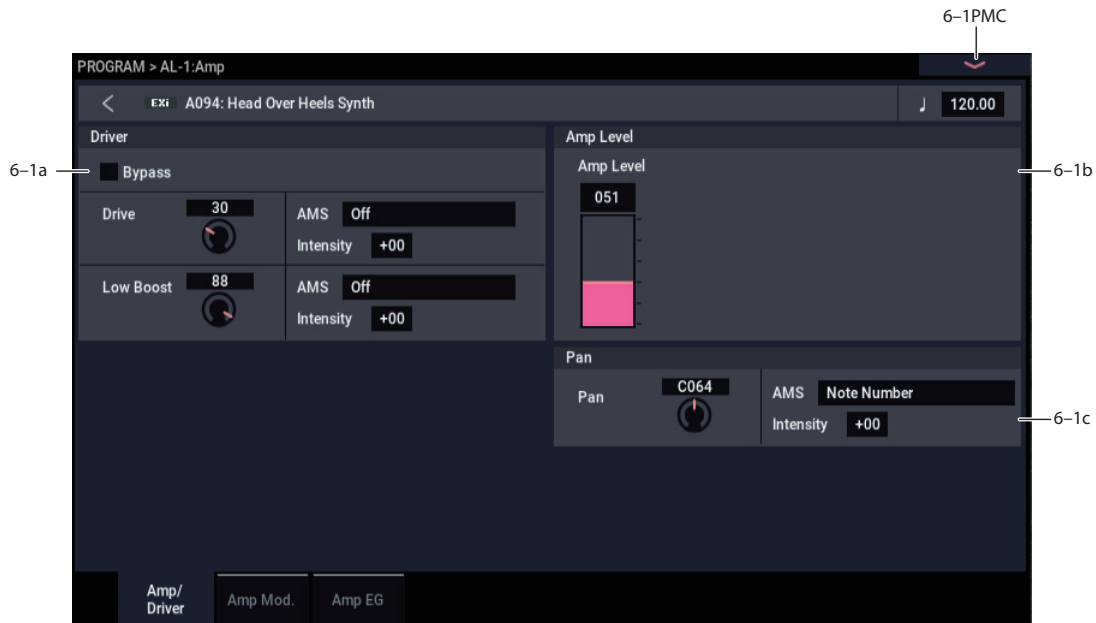 6–1PMC
PROGRAM > AL-1:Amp
EXi A094: Head Over Heels Synth
♩ 120.00
Driver
6–1a
Bypass
Drive 30
AMS Off
Intensity +00
Low Boost 88
AMS Off
Intensity +00
Amp Level
Amp Level
6–1b
051
Pan
Pan C064
AMS Note Number
Intensity +00
6–1c
Amp/
Driver
Amp Mod.
Amp EG